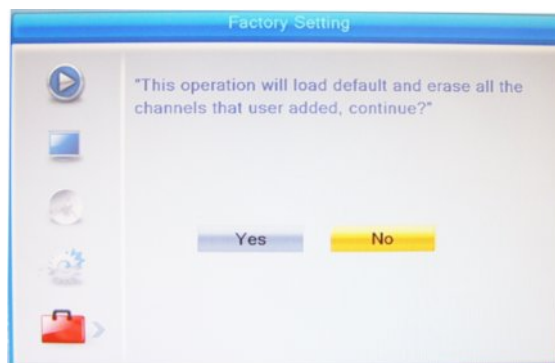 Factory Setting
"This operation will load default and erase all the
channels that user added, continue?"
Yes
No